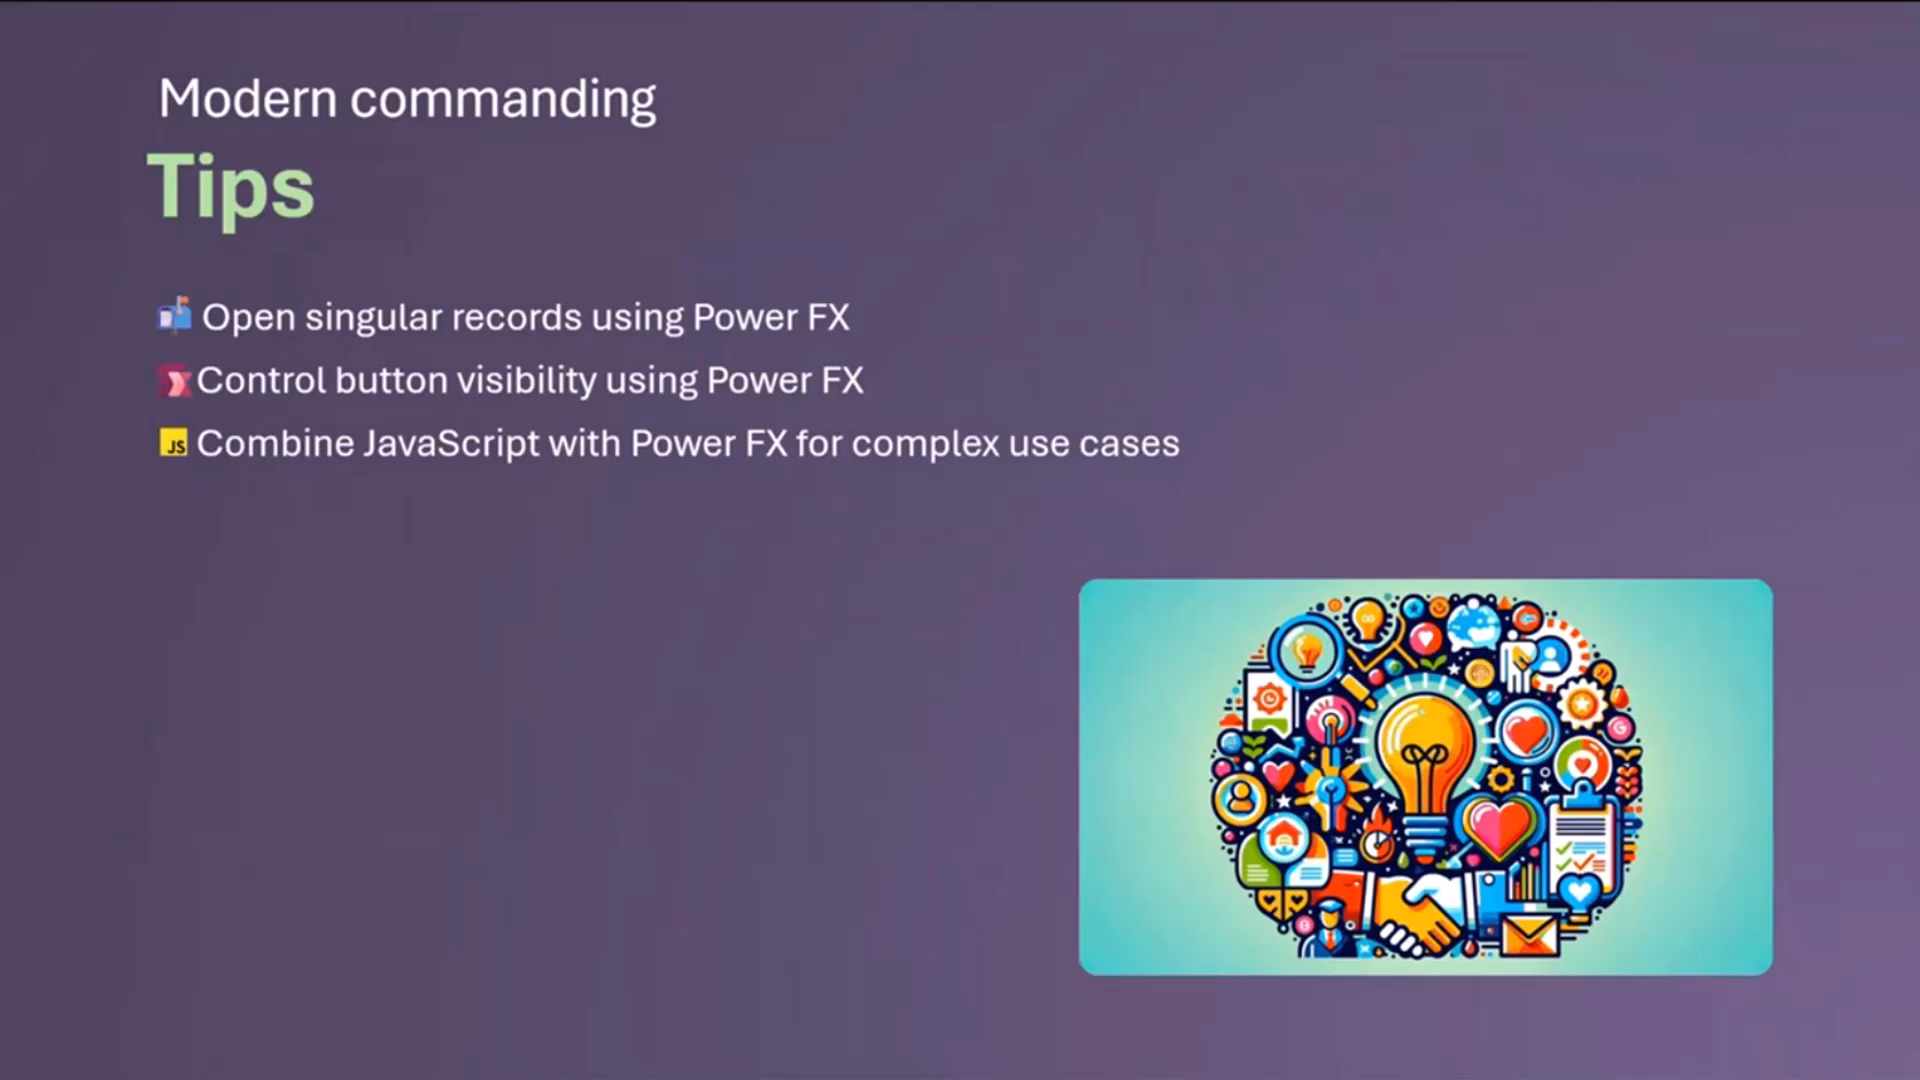 Modern commanding
Tips
Open singular records using Power FX
Control button visibility using Power FX
JS Combine JavaScript with Power FX for complex use cases